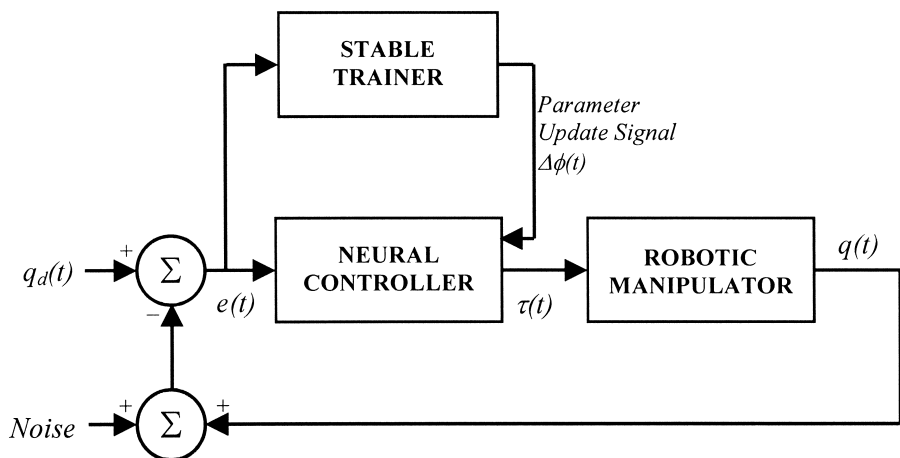 STABLE
TRAINER
Parameter
Update Signal
Δϕ(t)
+
q_d(t)
Σ
−
e(t)
NEURAL
CONTROLLER
τ(t)
ROBOTIC
MANIPULATOR
q(t)
Noise
+
Σ
+